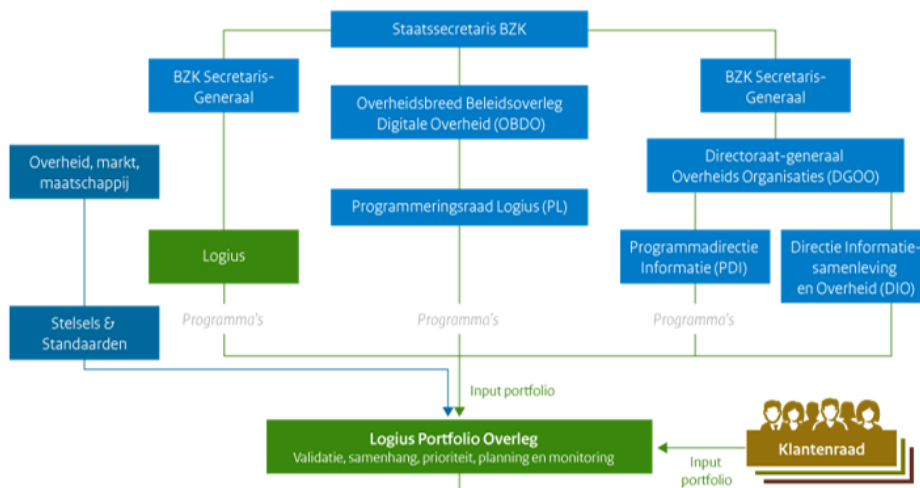 Staatssecretaris BZK
BZK Secretaris-
Generaal
Overheidsbreed Beleidsoverleg
Digitale Overheid (OBDO)
BZK Secretaris-
Generaal
Overheid, markt,
maatschappij
Directoraat-generaal
Overheids Organisaties (DGOO)
Programmeringsraad Logius (PL)
Logius
Programmadirectie
Informatie (PDI)
Directie Informatie-
samenleving
en Overheid (DIO)
Stelsels &
Standaarden
Programma's
Programma's
Programma's
Input portfolio
Logius Portfolio Overleg
Validatie, samenhang, prioriteit, planning en monitoring
Input
portfolio
Klantenraad